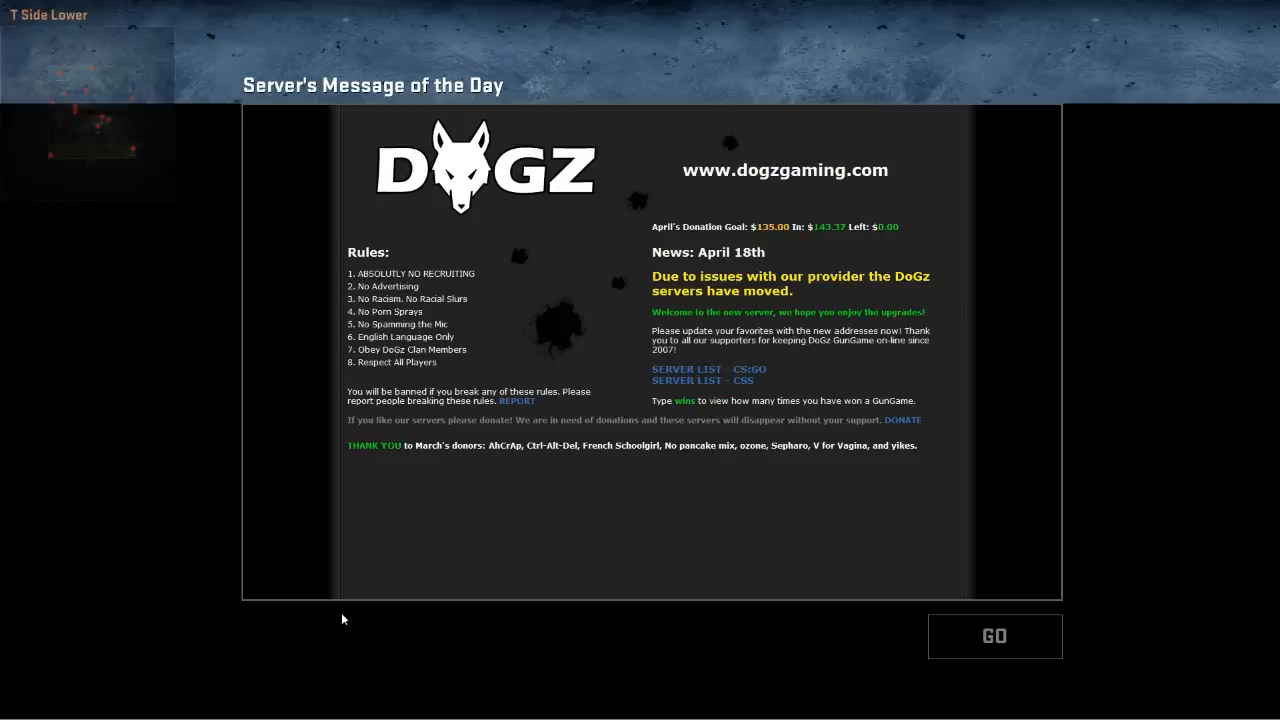 T Side Lower
Server's Message of the Day
DOGZ
www.dogzgaming.com
April's Donation Goal: $135.00 In: $143.37 Left: $0.00
Rules:
1. ABSOLUTLY NO RECRUITING
2. No Advertising
3. No Racism. No Racial Slurs
4. No Porn Sprays
5. No Spamming the Mic
6. English Language Only
7. Obey DoGz Clan Members
8. Respect All Players
You will be banned if you break any of these rules. Please
report people breaking these rules. REPORT
News: April 18th
Due to issues with our provider the DoGz
servers have moved.
Welcome to the new server, we hope you enjoy the upgrades!
Please update your favorites with the new addresses now! Thank
you to all our supporters for keeping DoGz GunGame on-line since
2007!
SERVER LIST - CS:GO
SERVER LIST - CSS
Type wins to view how many times you have won a GunGame.
If you like our servers please donate! We are in need of donations and these servers will disappear without your support. DONATE
THANK YOU to March's donors: AhCrAp, Ctrl-Alt-Del, French Schoolgirl, No pancake mix, ozone, Sepharo, V for Vagina, and yikes.
GO